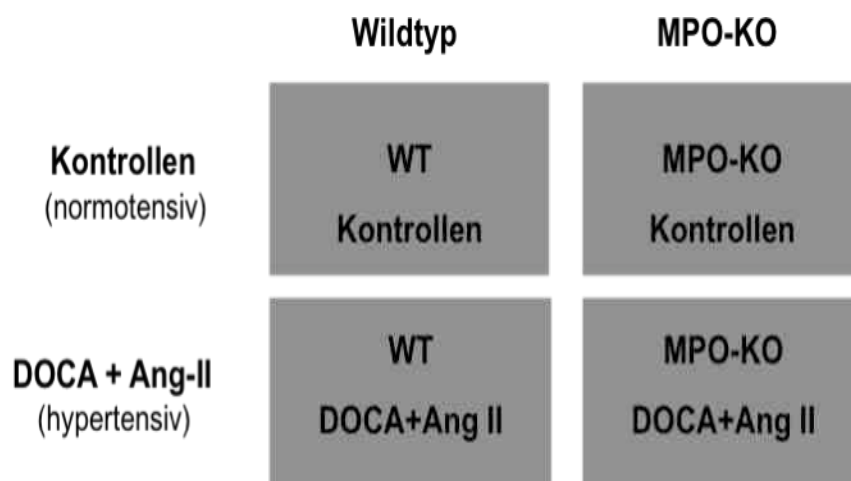 Wildtyp MPO-KO
Kontrollen
(normotensiv)
WT
Kontrollen
MPO-KO
Kontrollen
DOCA + Ang-II
(hypertensiv)
WT
DOCA+Ang II
MPO-KO
DOCA+Ang II